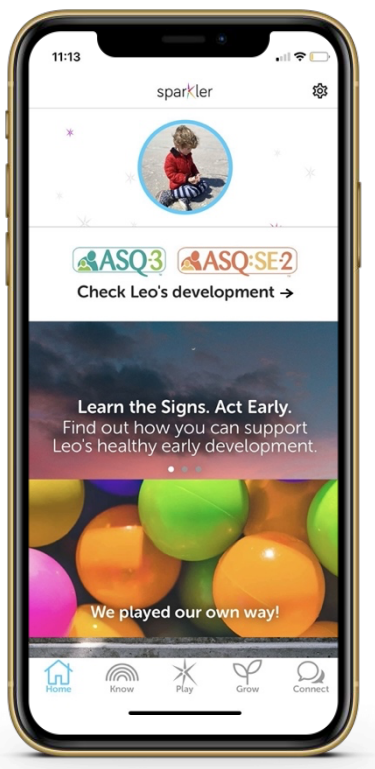 11:13
sparkler
ASQ:3 ASQ:SE-2
Check Leo's development →
Learn the Signs. Act Early.
Find out how you can support
Leo's healthy early development.
We played our own way!
Home Know Play Grow Connect